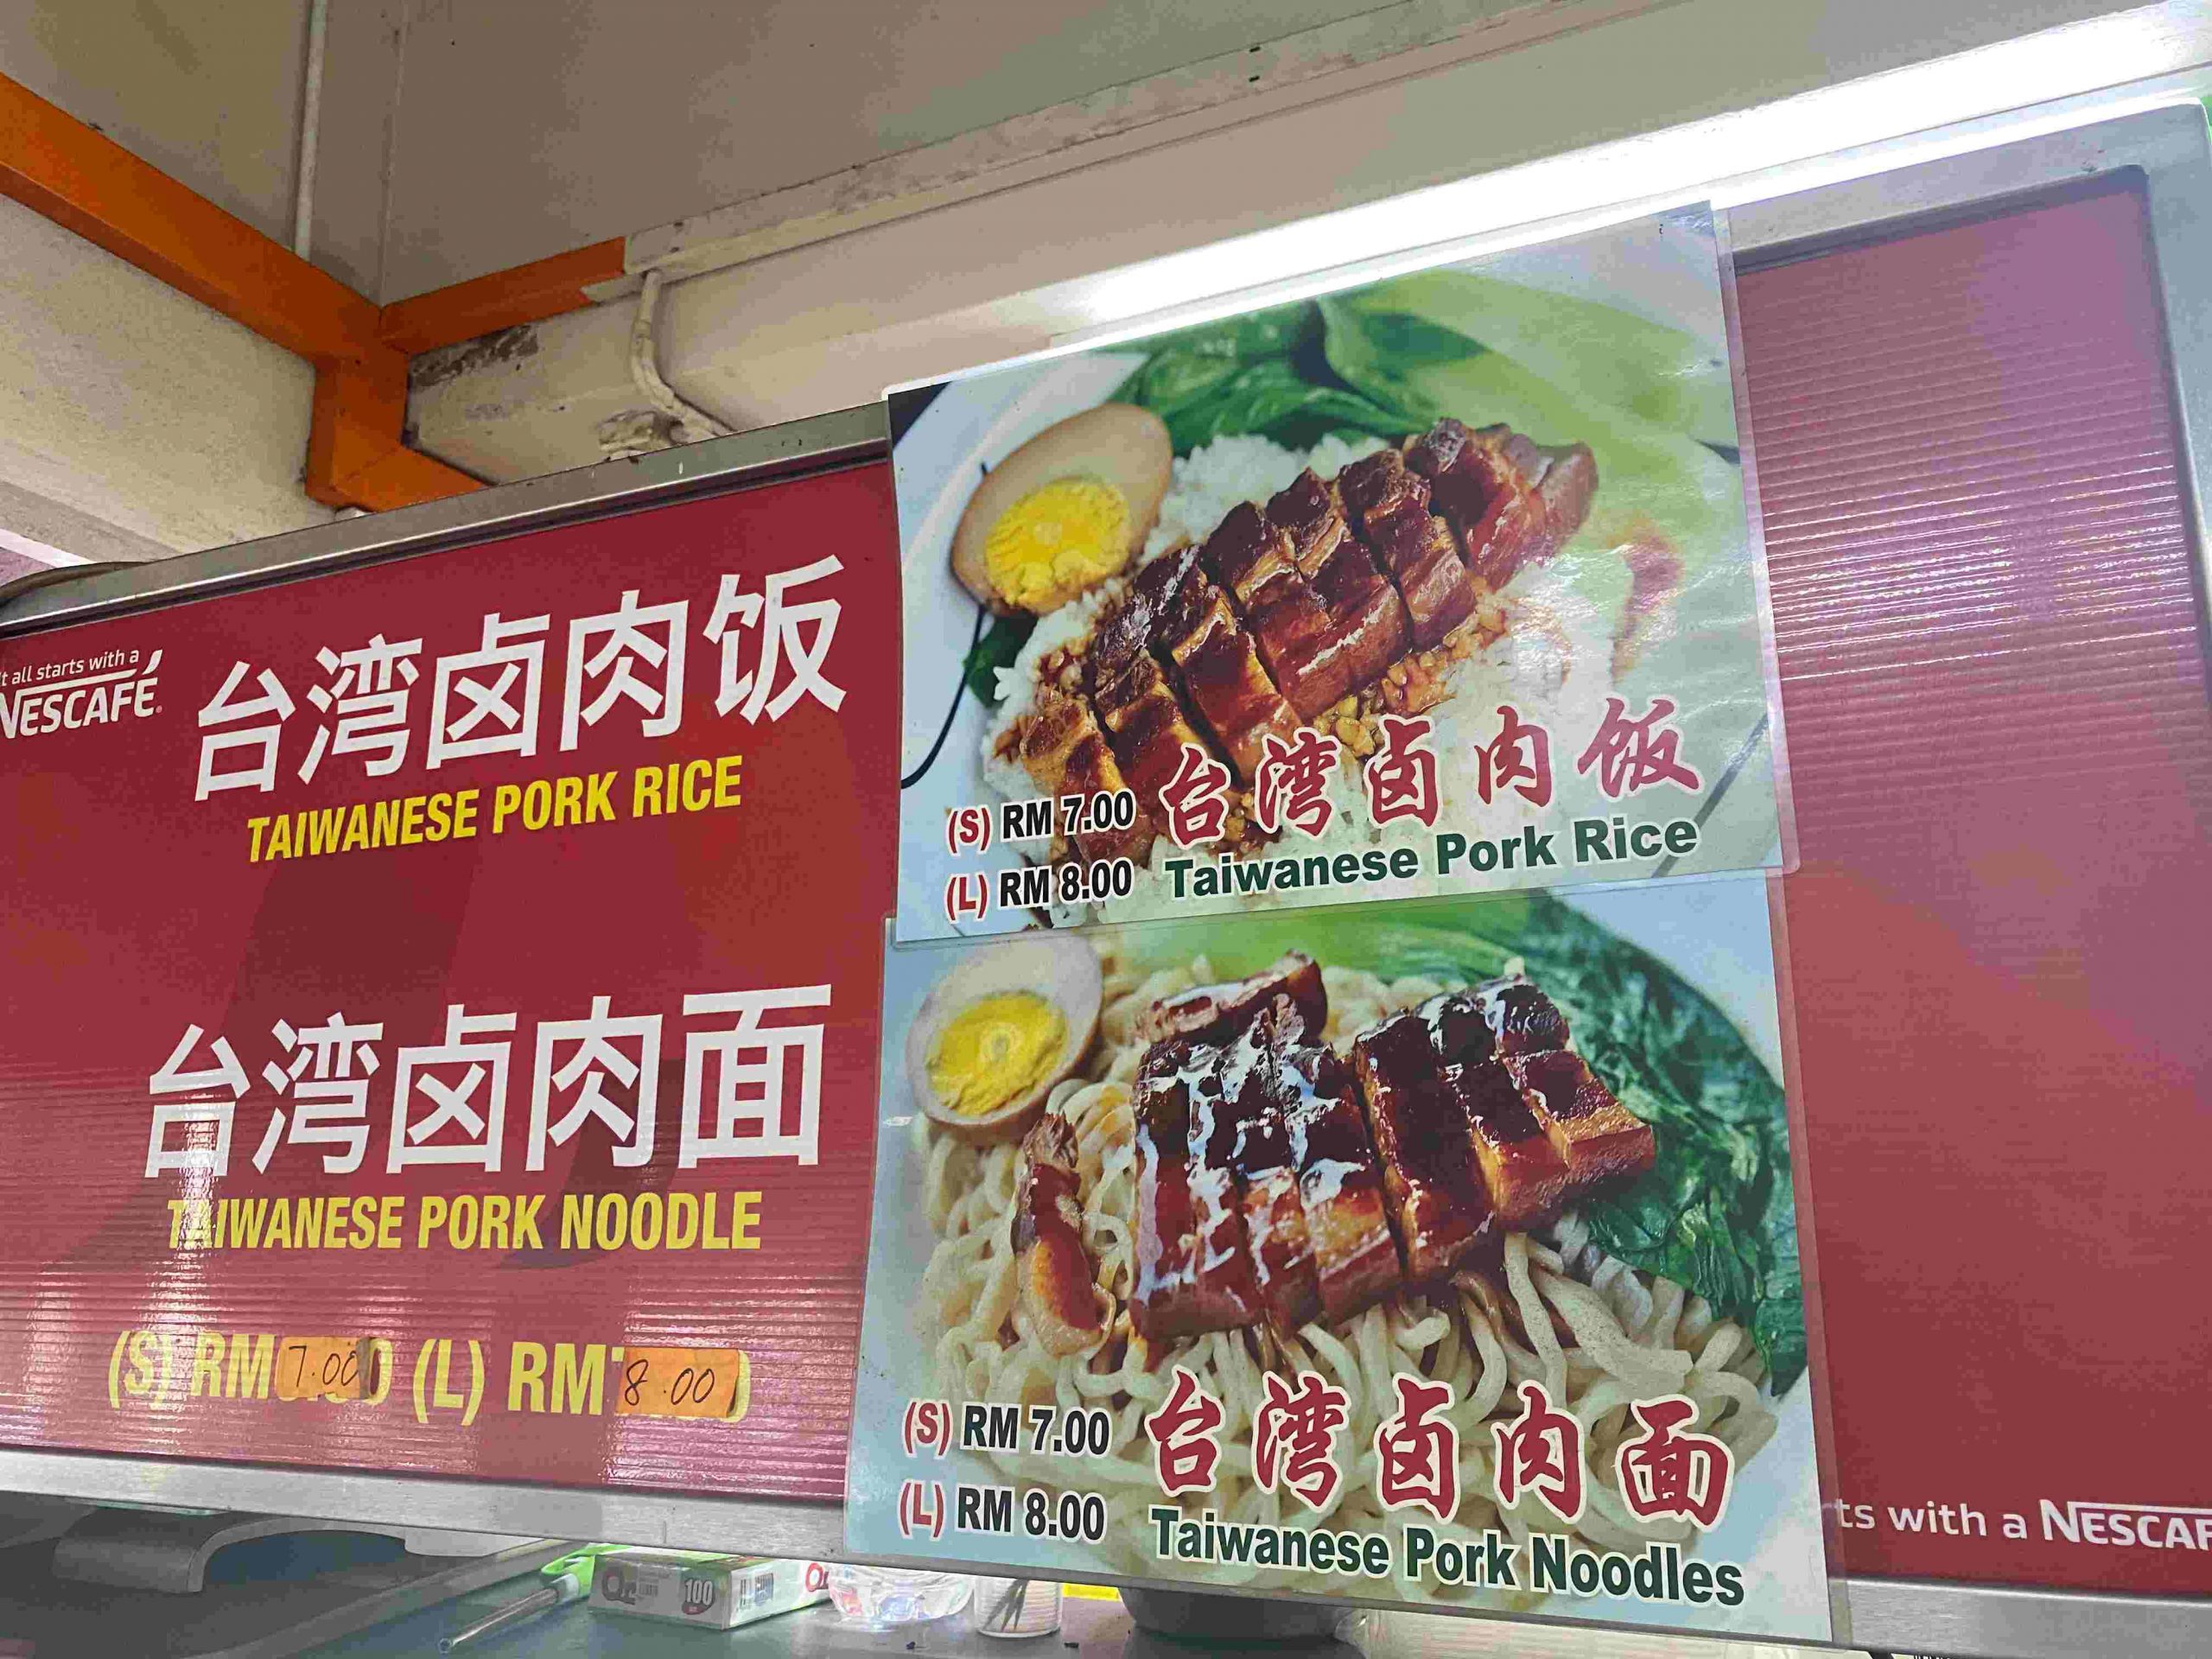 t all starts with a
NESCAFÉ
台湾卤肉饭
TAIWANESE PORK RICE
台湾卤肉面
TAIWANESE PORK NOODLE
(S) RM 7.00 (L) RM 8.00
(S) RM 7.00
(L) RM 8.00
台湾卤肉饭
Taiwanese Pork Rice
(S) RM 7.00
(L) RM 8.00
台湾卤肉面
Taiwanese Pork Noodles
ts with a NESCAF
100